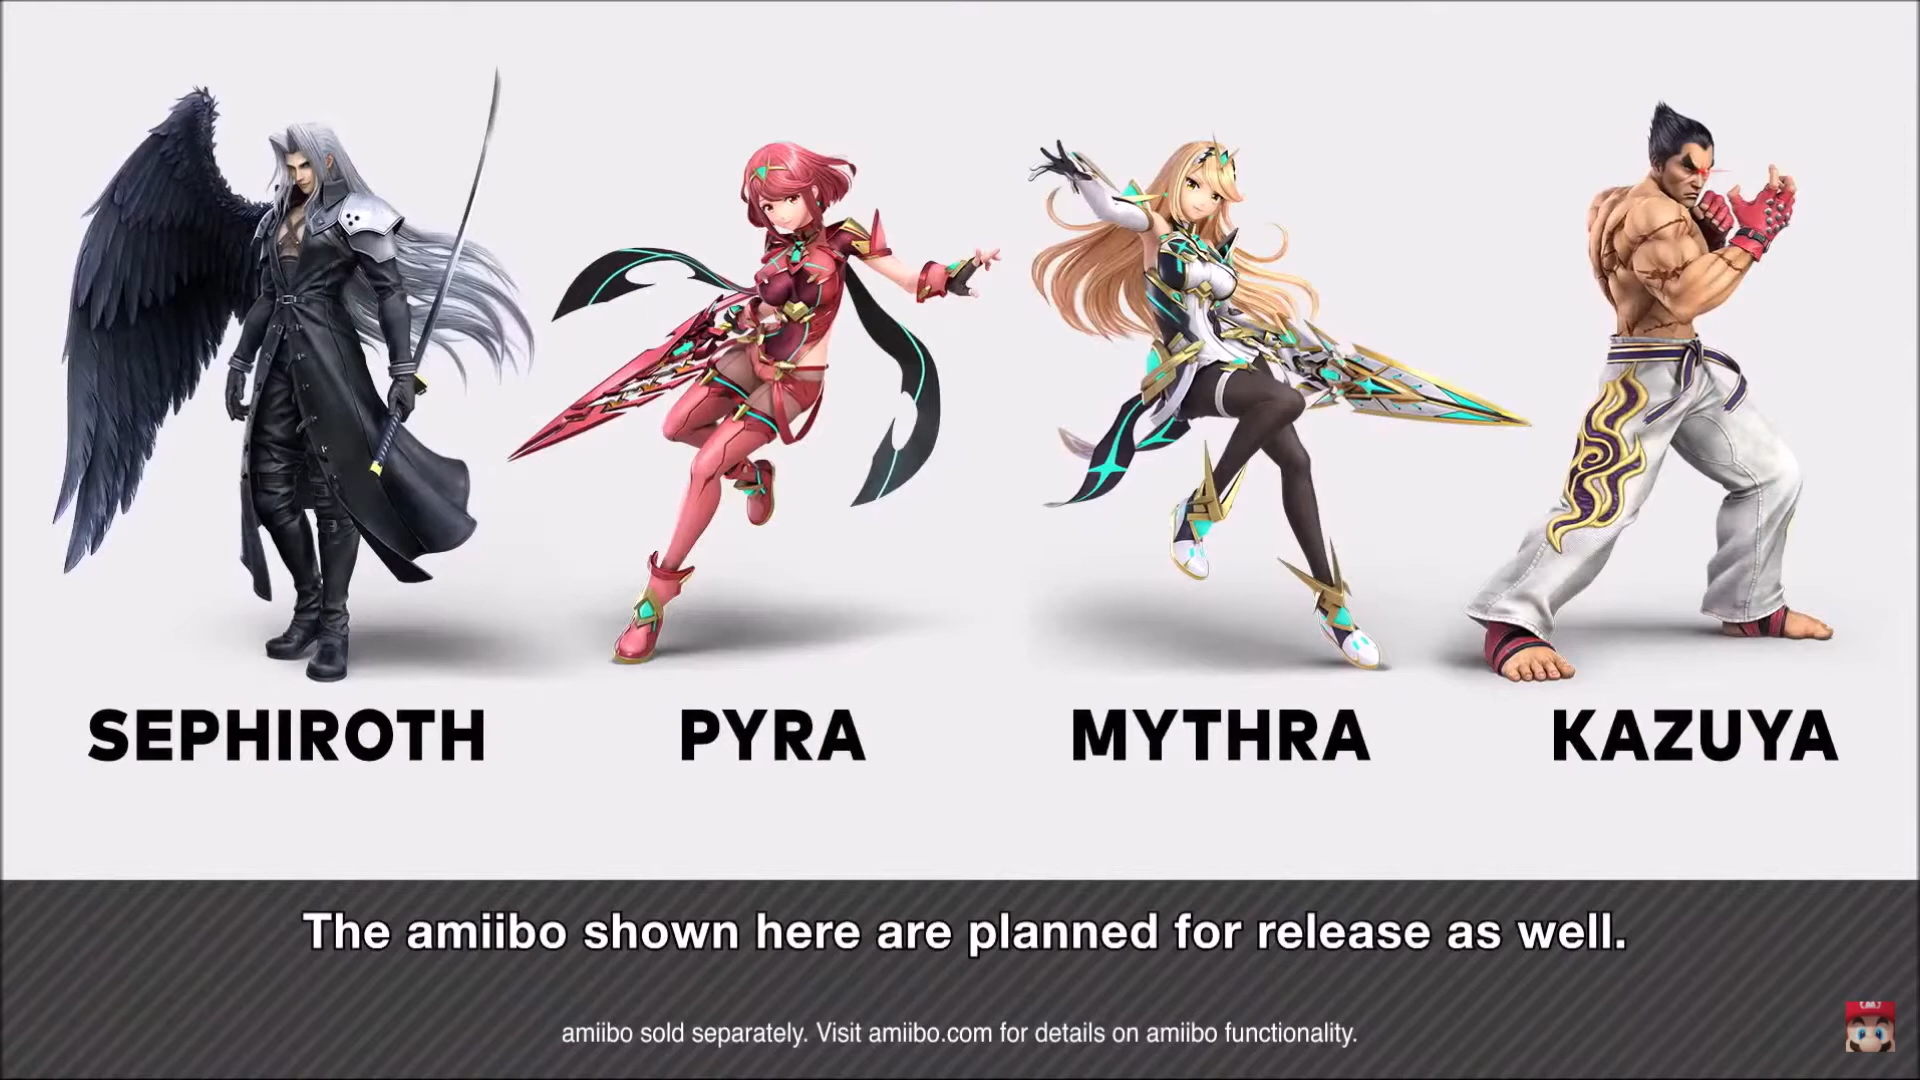 SEPHIROTH PYRA MYTHRA KAZUYA
The amiibo shown here are planned for release as well.
amiibo sold separately. Visit amiibo.com for details on amiibo functionality.